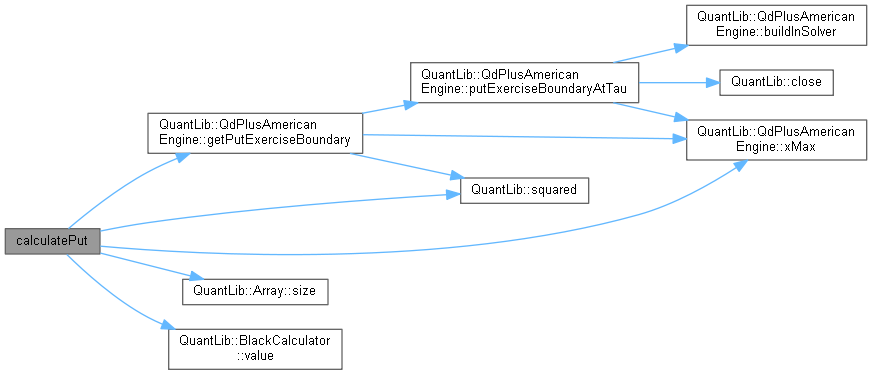 QuantLib::QdPlusAmerican
Engine::buildInSolver
QuantLib::QdPlusAmerican
Engine::putExerciseBoundaryAtTau
QuantLib::close
QuantLib::QdPlusAmerican
Engine::getPutExerciseBoundary
QuantLib::QdPlusAmerican
Engine::xMax
QuantLib::squared
calculatePut
QuantLib::Array::size
QuantLib::BlackCalculator
::value